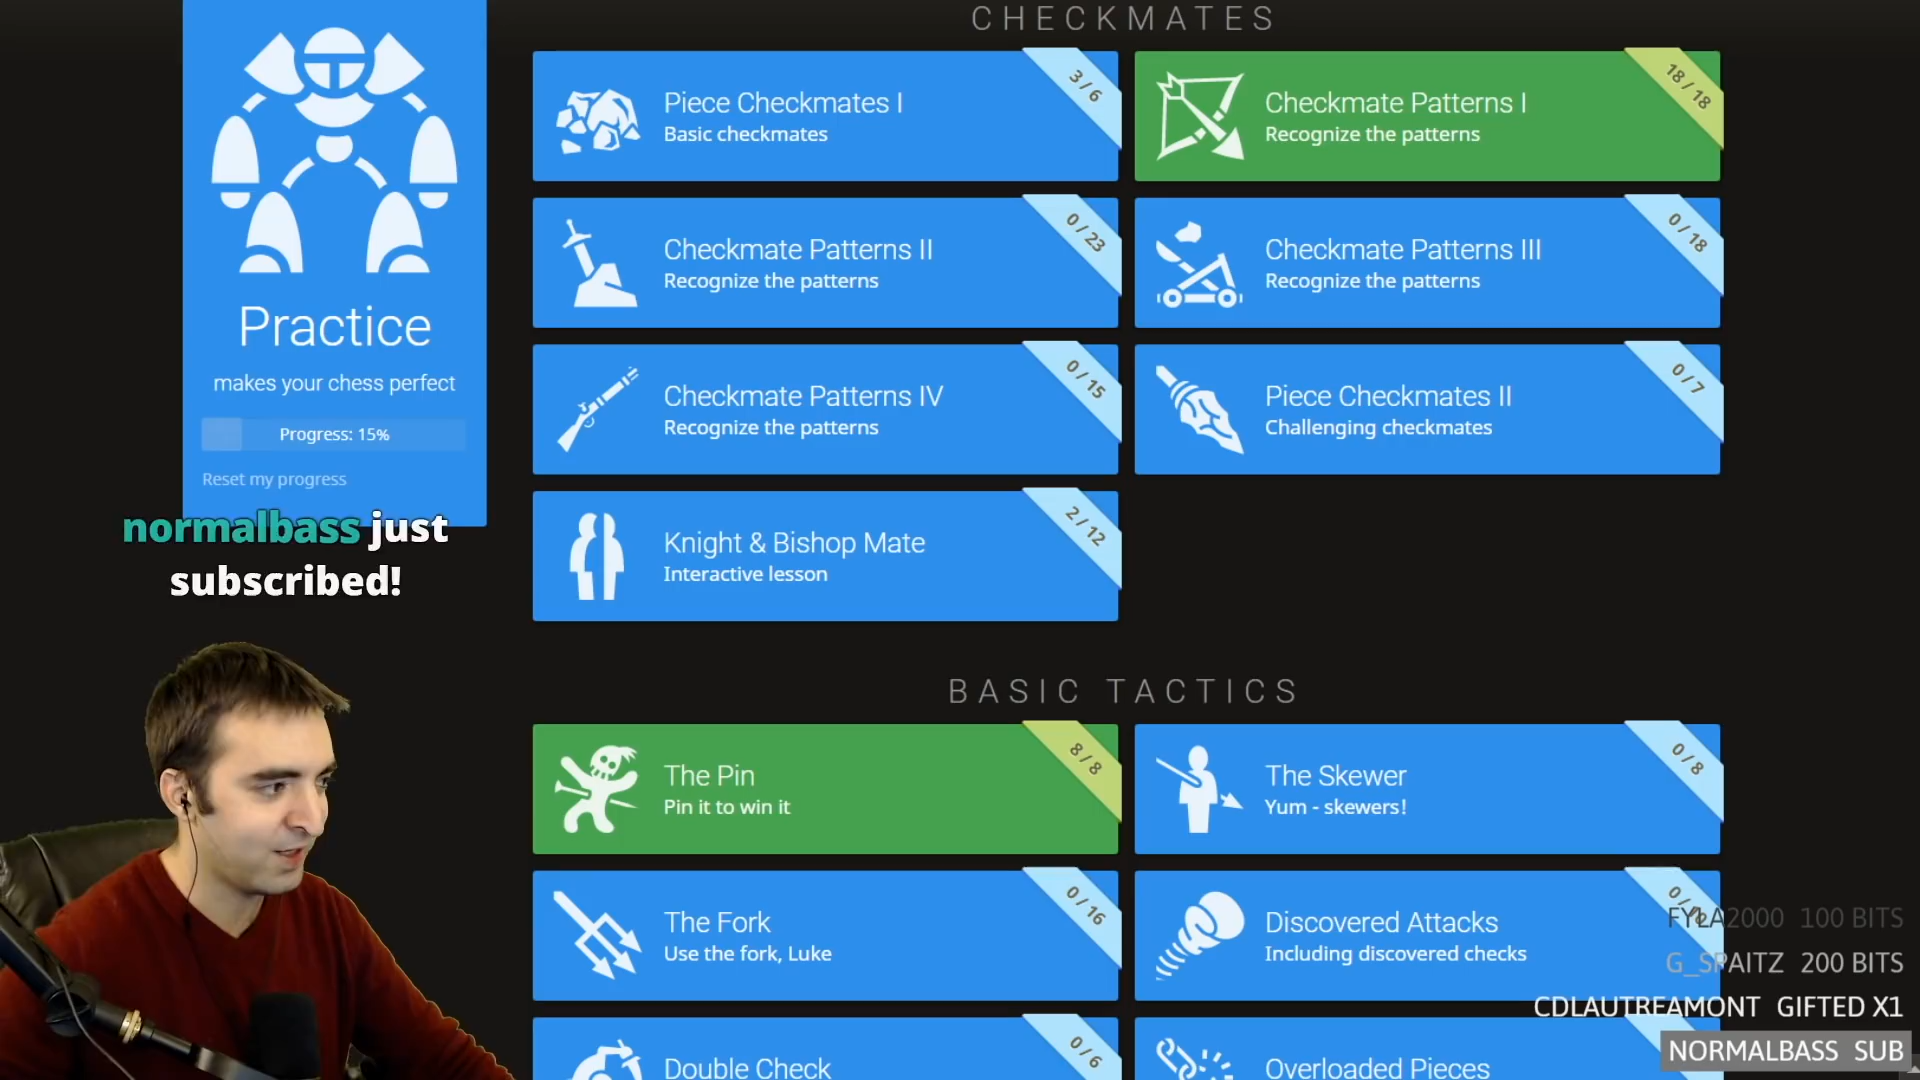 CHECKMATES
Piece Checkmates I
Basic checkmates
3/6
Checkmate Patterns I
Recognize the patterns
18/18
Checkmate Patterns II
Recognize the patterns
0/23
Checkmate Patterns III
Recognize the patterns
0/18
Practice
makes your chess perfect
Progress: 15%
Reset my progress
Checkmate Patterns IV
Recognize the patterns
0/15
Piece Checkmates II
Challenging checkmates
0/7
normalbass just
subscribed!
Knight & Bishop Mate
Interactive lesson
2/12
BASIC TACTICS
The Pin
Pin it to win it
8/8
The Skewer
Yum - skewers!
0/8
The Fork
Use the fork, Luke
0/16
Discovered Attacks
Including discovered checks
Double Check
0/6
Overloaded Pieces
FYLA2000 100 BITS
G_SPAITZ 200 BITS
CDLAUTREAMONT GIFTED X1
NORMALBASS SUB